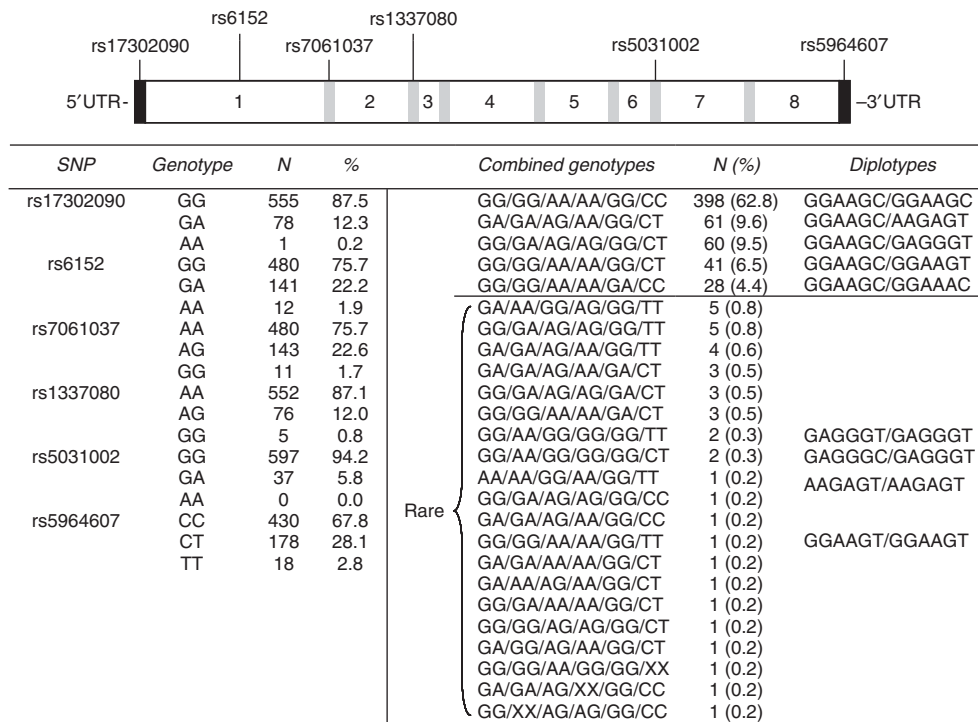 rs6152
rs1337080
rs17302090
rs7061037
rs5031002
rs5964607
5′UTR- 1 2 3 4 5 6 7 8 –3′UTR
SNP Genotype N % Combined genotypes N (%) Diplotypes
rs17302090 GG 555 87.5 GG/GG/AA/AA/GG/CC 398 (62.8) GGAAGC/GGAAGC
GA 78 12.3 GA/GA/AG/AA/GG/CT 61 (9.6) GGAAGC/AAGAGT
AA 1 0.2 GG/GA/AG/AG/GG/CT 60 (9.5) GGAAGC/GAGGGT
rs6152 GG 480 75.7 GG/GG/AA/AA/GG/CT 41 (6.5) GGAAGC/GGAAGT
GA 141 22.2 GG/GG/AA/AA/GA/CC 28 (4.4) GGAAGC/GGAAAC
AA 12 1.9 GA/AA/GG/AG/GG/TT 5 (0.8)
rs7061037 AA 480 75.7 GG/GA/AG/AG/GG/TT 5 (0.8)
AG 143 22.6 GA/GA/AG/AA/GG/TT 4 (0.6)
GG 11 1.7 GA/GA/AG/AA/GA/CT 3 (0.5)
rs1337080 AA 552 87.1 GG/GA/AG/AG/GA/CT 3 (0.5)
AG 76 12.0 GG/GG/AA/AA/GA/CT 3 (0.5)
GG 5 0.8 GG/AA/GG/GG/GG/TT 2 (0.3) GAGGGT/GAGGGT
rs5031002 GG 597 94.2 GG/AA/GG/GG/GG/CT 2 (0.3) GAGGGC/GAGGGT
GA 37 5.8 AA/AA/GG/AA/GG/TT 1 (0.2) AAGAGT/AAGAGT
AA 0 0.0 GG/GA/AG/AG/GG/CC 1 (0.2)
rs5964607 CC 430 67.8 Rare GA/GA/AG/AA/GG/CC 1 (0.2)
CT 178 28.1 GG/GG/AA/AA/GG/TT 1 (0.2) GGAAGT/GGAAGT
TT 18 2.8 GA/GA/AA/AA/GG/CT 1 (0.2)
GA/AA/AG/AA/GG/CT 1 (0.2)
GG/GA/AA/AA/GG/CT 1 (0.2)
GG/GG/AG/AG/GG/CT 1 (0.2)
GA/GG/AG/AA/GG/CT 1 (0.2)
GG/GG/AA/GG/GG/XX 1 (0.2)
GA/GA/AG/XX/GG/CC 1 (0.2)
GG/XX/AG/AG/GG/CC 1 (0.2)